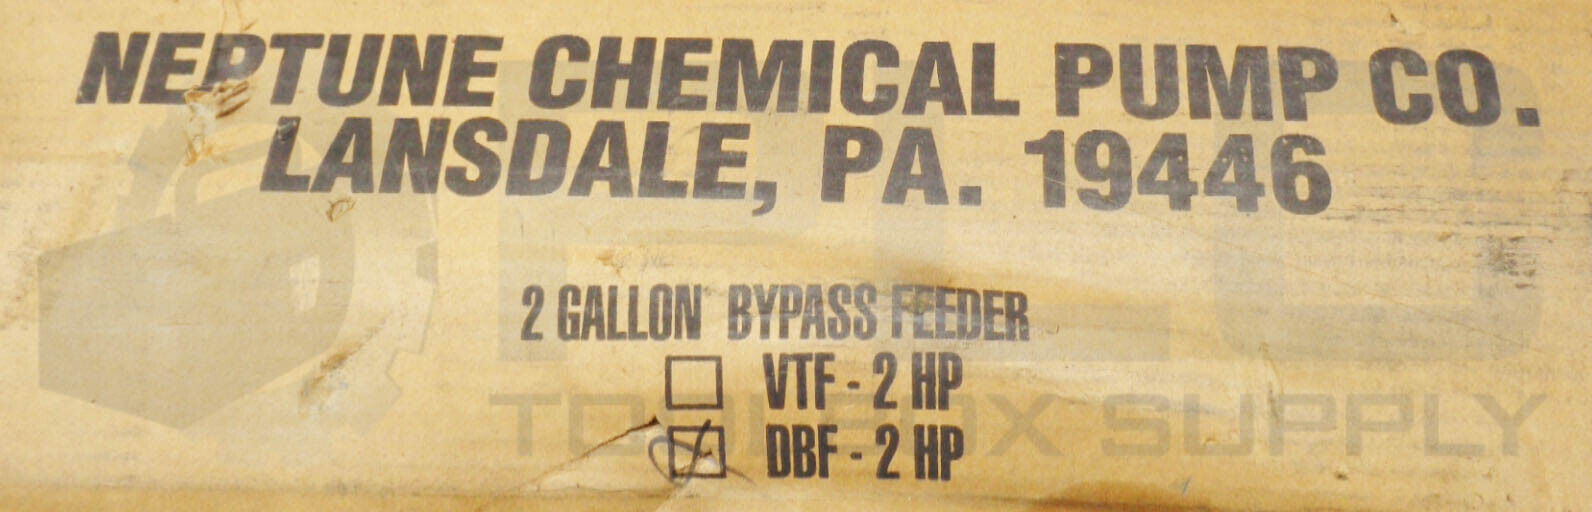 NEPTUNE CHEMICAL PUMP CO.
LANSDALE, PA. 19446
2 GALLON BYPASS FEEDER
VTF - 2 HP
DBF - 2 HP
PLC
TOOLBOX SUPPLY